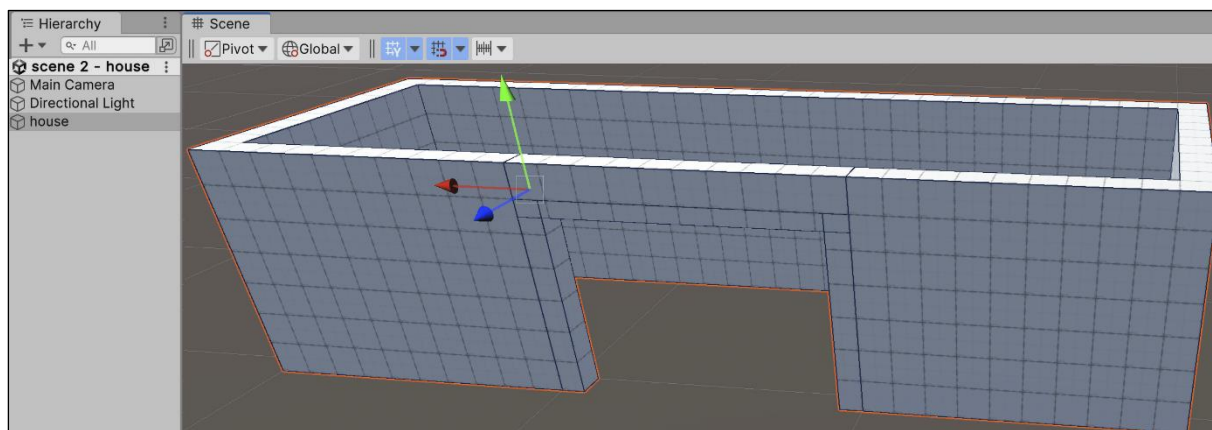 Hierarchy
All
scene 2 - house
Main Camera
Directional Light
house
Scene
Pivot Global